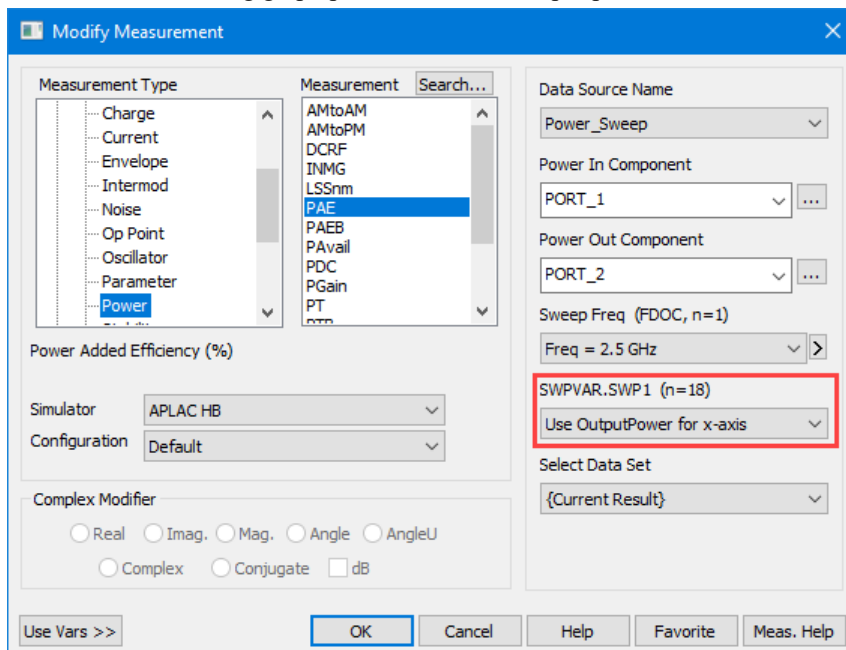 Modify Measurement
Measurement Type
Charge
Current
Envelope
Intermod
Noise
Op Point
Oscillator
Parameter
Power
Measurement Search...
AMtoAM
AMtoPM
DCRF
INMG
LSSnm
PAE
PAEB
PAvail
PDC
PGain
PT
Power Added Efficiency (%)
Simulator APLAC HB
Configuration Default
Complex Modifier
Real Imag. Mag. Angle AngleU
Complex Conjugate dB
Data Source Name
Power_Sweep
Power In Component
PORT_1 ...
Power Out Component
PORT_2 ...
Sweep Freq (FDOC, n=1)
Freq = 2.5 GHz >
SWPVAR.SWP1 (n=18)
Use OutputPower for x-axis
Select Data Set
{Current Result}
Use Vars >> OK Cancel Help Favorite Meas. Help